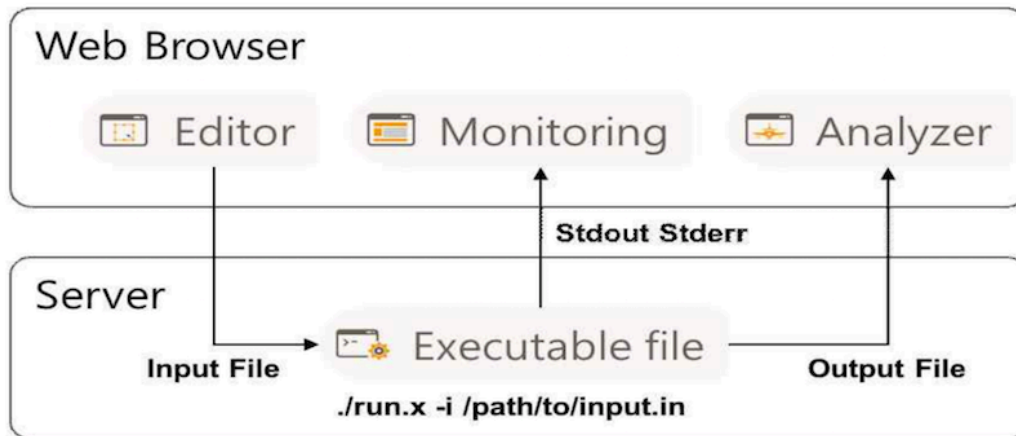 Web Browser
Editor
Monitoring
Analyzer
Stdout Stderr
Server
Executable file
Input File
Output File
./run.x -i /path/to/input.in